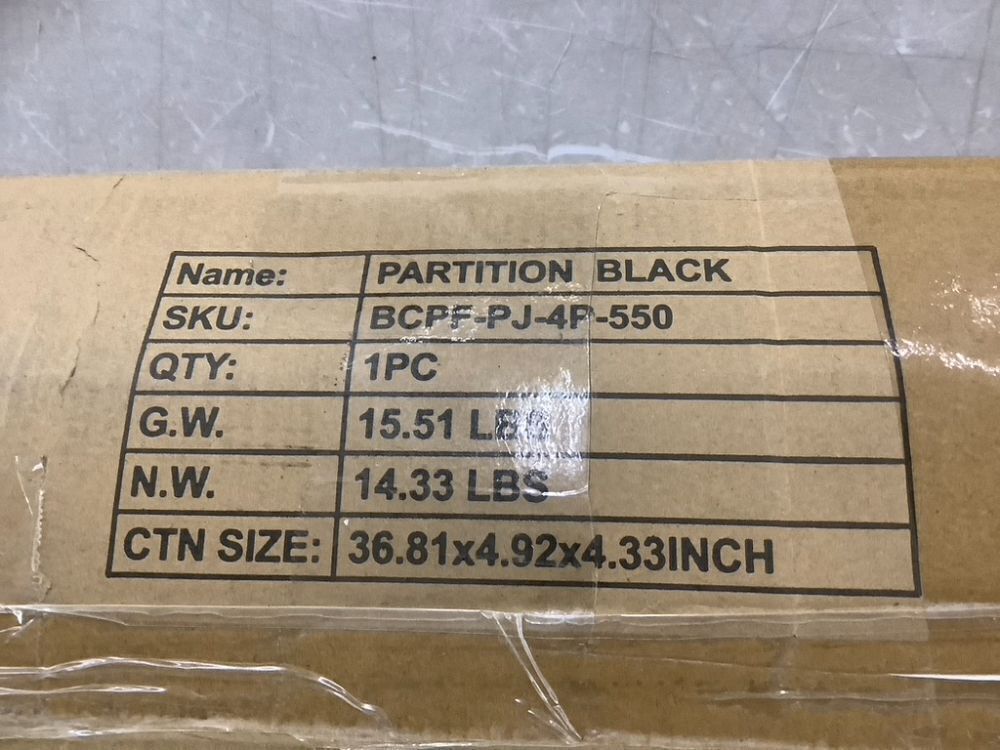 Name: PARTITION BLACK
SKU: BCPF-PJ-4P-550
QTY: 1PC
G.W. 15.51 LBS
N.W. 14.33 LBS
CTN SIZE: 36.81x4.92x4.33INCH